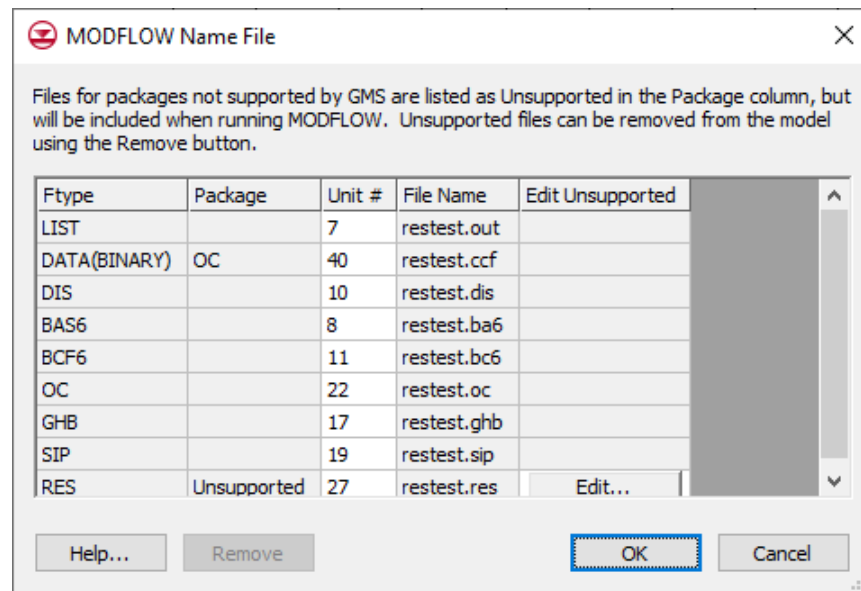 MODFLOW Name File
Files for packages not supported by GMS are listed as Unsupported in the Package column, but
will be included when running MODFLOW.  Unsupported files can be removed from the model
using the Remove button.
Ftype Package Unit # File Name Edit Unsupported
LIST 7 restest.out
DATA(BINARY) OC 40 restest.ccf
DIS 10 restest.dis
BAS6 8 restest.ba6
BCF6 11 restest.bc6
OC 22 restest.oc
GHB 17 restest.ghb
SIP 19 restest.sip
RES Unsupported 27 restest.res Edit...
Help... Remove OK Cancel